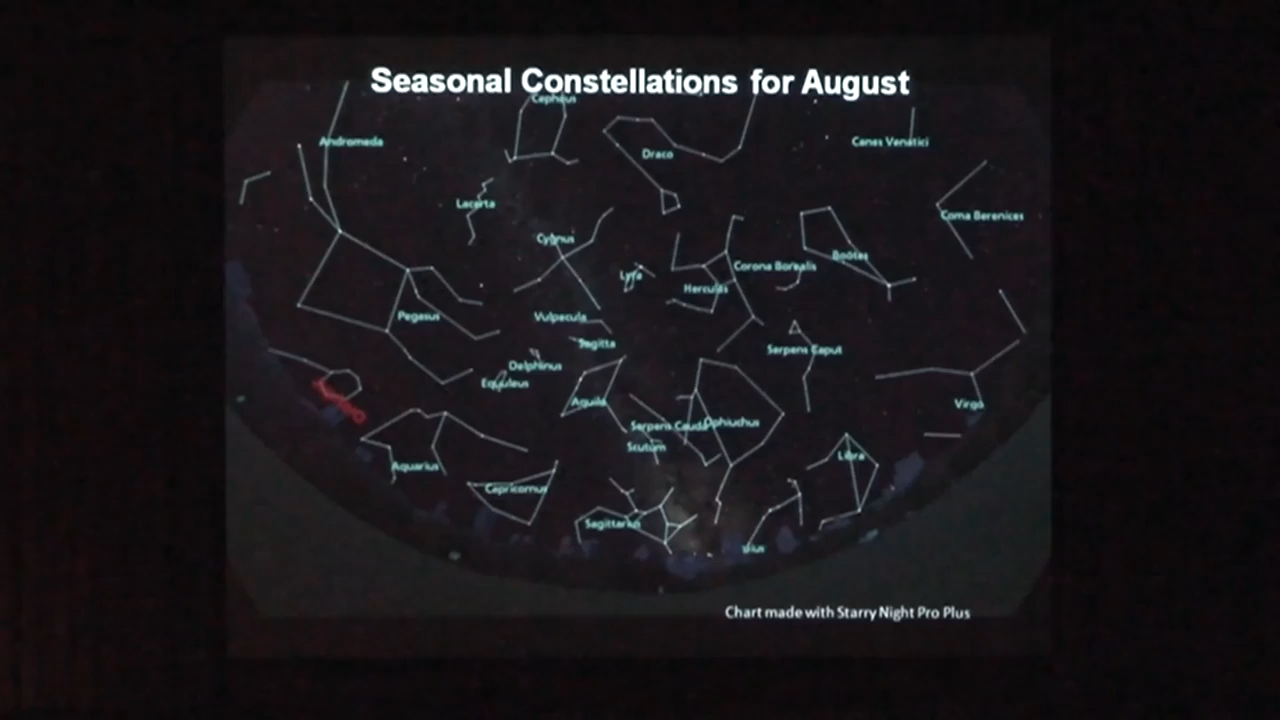 Seasonal Constellations for August
Cepheus
Andromeda
Canes Venatici
Draco
Lacerta
Coma Berenices
Cygnus
Boötes
Corona Borealis
Lyra
Hercules
Pegasus
Vulpecula
Sagitta
Serpens Caput
Delphinus
Equuleus
Aquila
Virgo
Serpens Cauda
Ophiuchus
Scutum
Libra
Aquarius
Capricornus
Sagittarius
Chart made with Starry Night Pro Plus